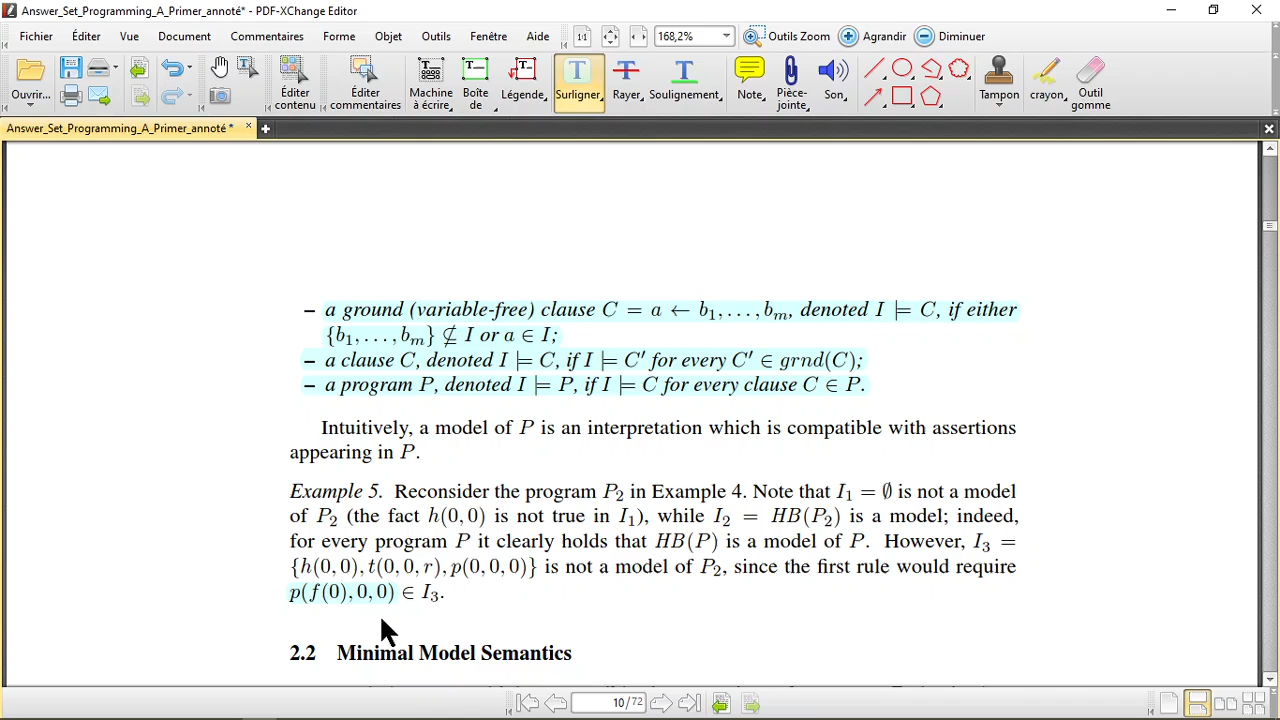 Answer_Set_Programming_A_Primer_annoté* - PDF-XChange Editor
Fichier Éditer Vue Document Commentaires Forme Objet Outils Fenêtre Aide 1:1 168,2% Outils Zoom Agrandir Diminuer
Ouvrir... Éditer contenu Éditer commentaires Machine à écrire Boîte de Légende Surligner Rayer Soulignement Note Pièce-jointe Son Tampon crayon Outil gomme
Answer_Set_Programming_A_Primer_annoté *
– a ground (variable-free) clause C = a ← b₁, . . . , bₘ, denoted I ⊨ C, if either
{b₁, . . . , bₘ} ⊈ I or a ∈ I;
– a clause C, denoted I ⊨ C, if I ⊨ C′ for every C′ ∈ grnd(C);
– a program P, denoted I ⊨ P, if I ⊨ C for every clause C ∈ P.
Intuitively, a model of P is an interpretation which is compatible with assertions
appearing in P.
Example 5. Reconsider the program P₂ in Example 4. Note that I₁ = ∅ is not a model
of P₂ (the fact h(0, 0) is not true in I₁), while I₂ = HB(P₂) is a model; indeed,
for every program P it clearly holds that HB(P) is a model of P. However, I₃ =
{h(0, 0), t(0, 0, r), p(0, 0, 0)} is not a model of P₂, since the first rule would require
p(f(0), 0, 0) ∈ I₃.
2.2 Minimal Model Semantics
10/72